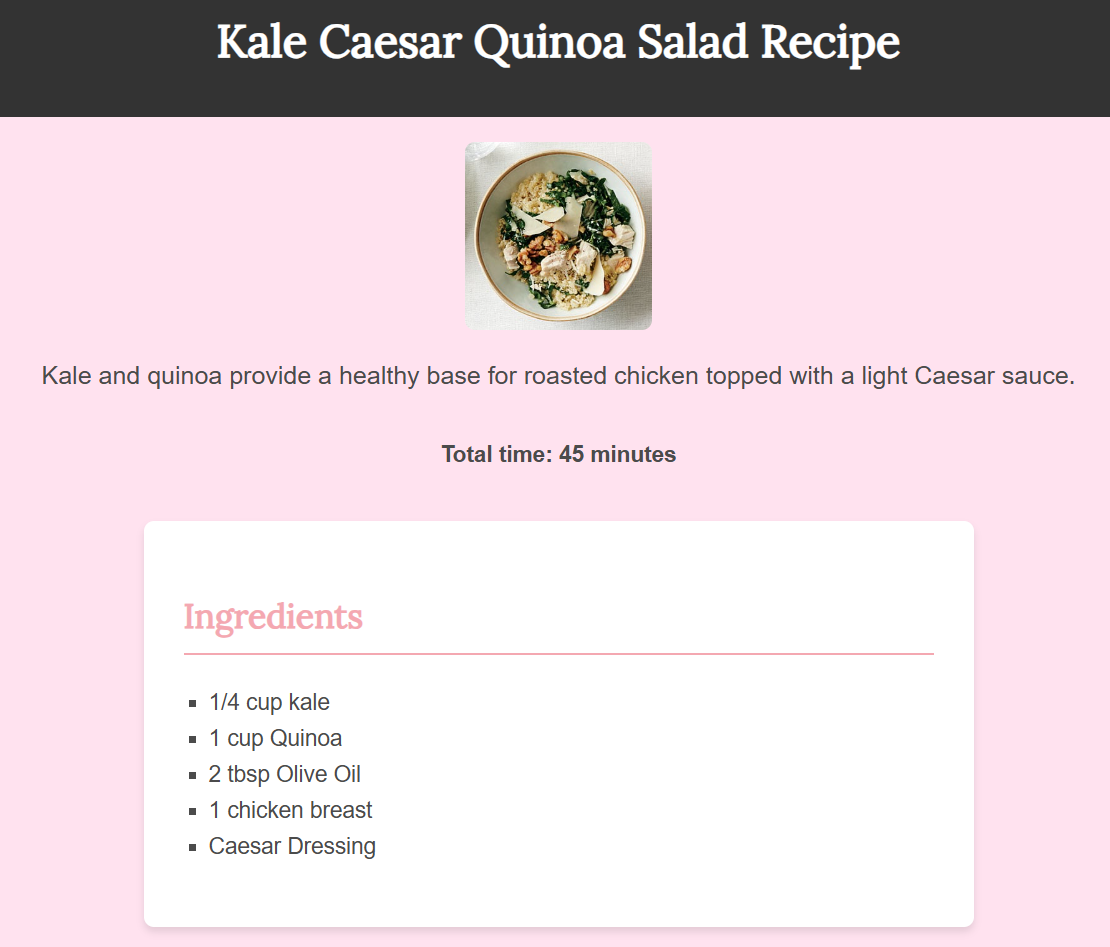 Kale Caesar Quinoa Salad Recipe
Kale and quinoa provide a healthy base for roasted chicken topped with a light Caesar sauce.
Total time: 45 minutes
Ingredients
1/4 cup kale
1 cup Quinoa
2 tbsp Olive Oil
1 chicken breast
Caesar Dressing